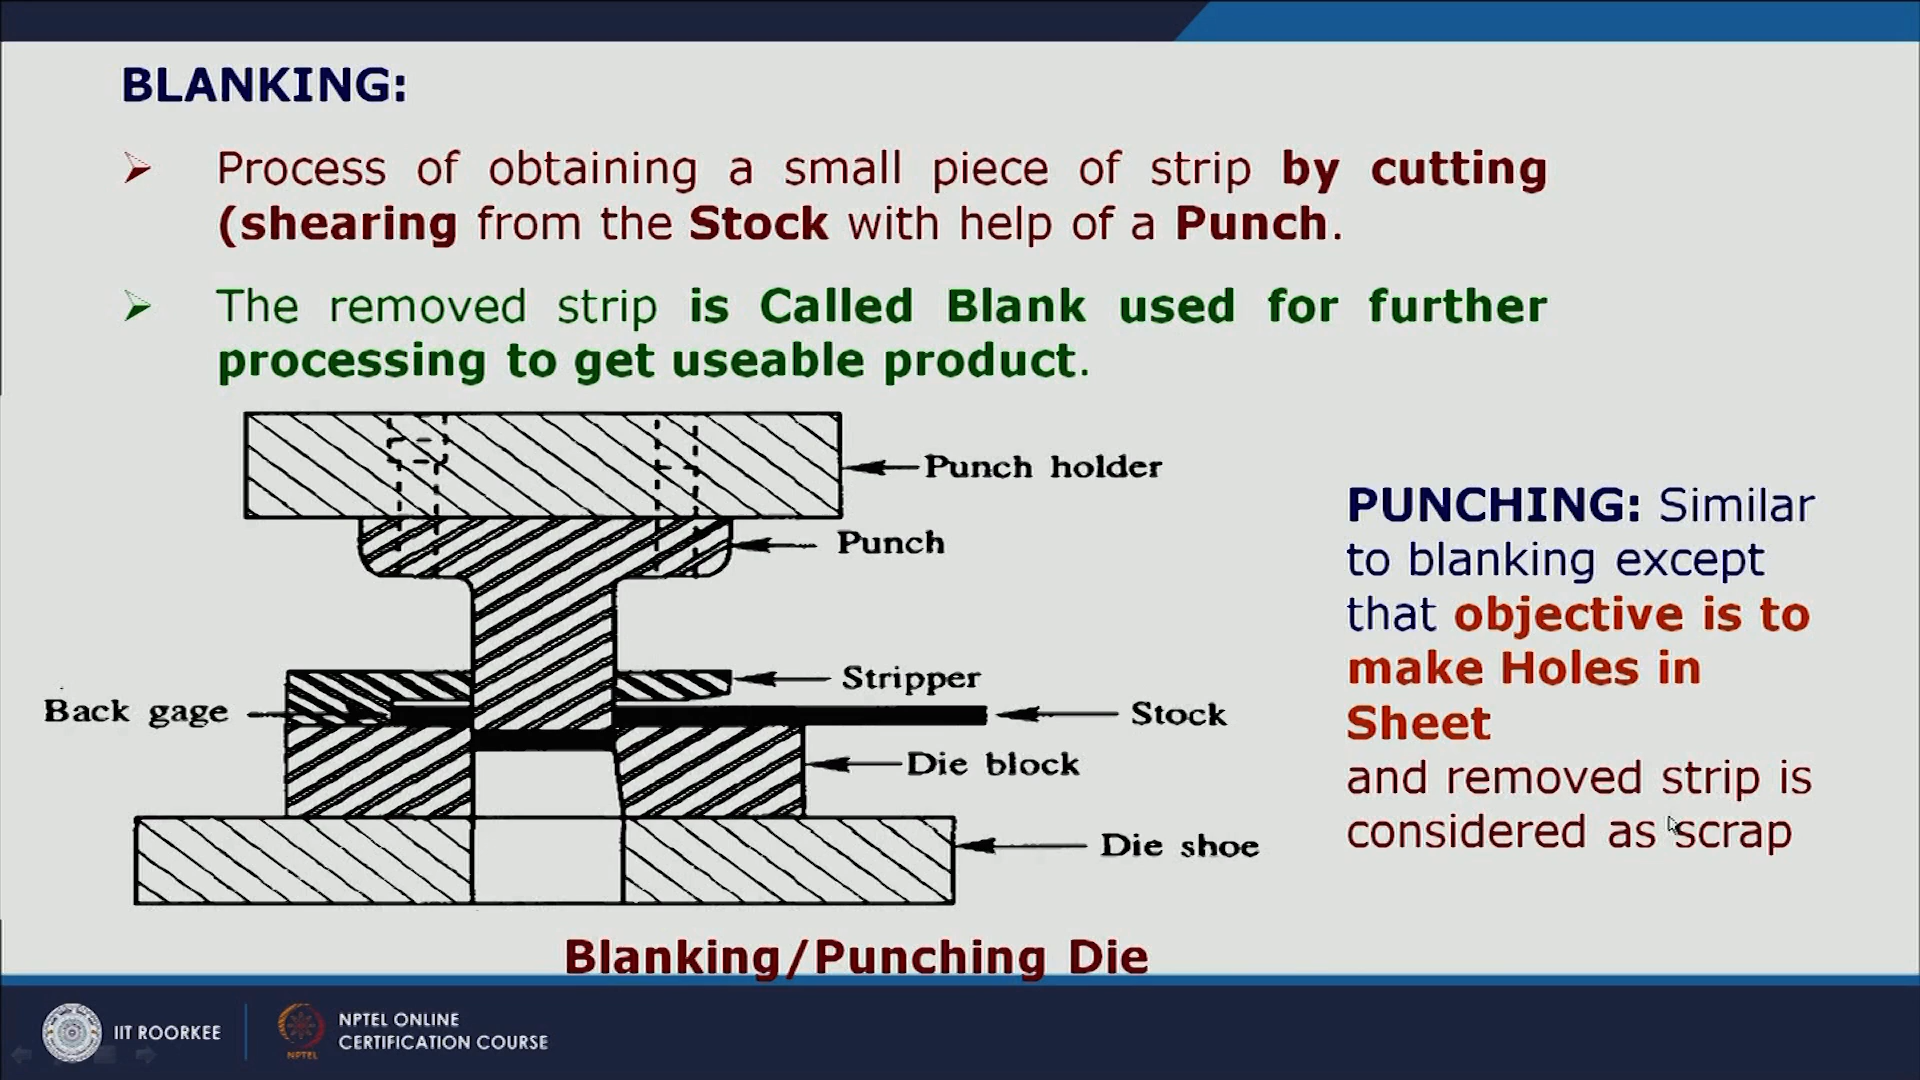 BLANKING:
Process of obtaining a small piece of strip by cutting
(shearing from the Stock with help of a Punch.
The removed strip is Called Blank used for further
processing to get useable product.
Punch holder
Punch
Stripper
Back gage
Stock
Die block
Die shoe
Blanking/Punching Die
PUNCHING: Similar
to blanking except
that objective is to
make Holes in
Sheet
and removed strip is
considered as scrap
IIT ROORKEE
NPTEL
NPTEL ONLINE
CERTIFICATION COURSE